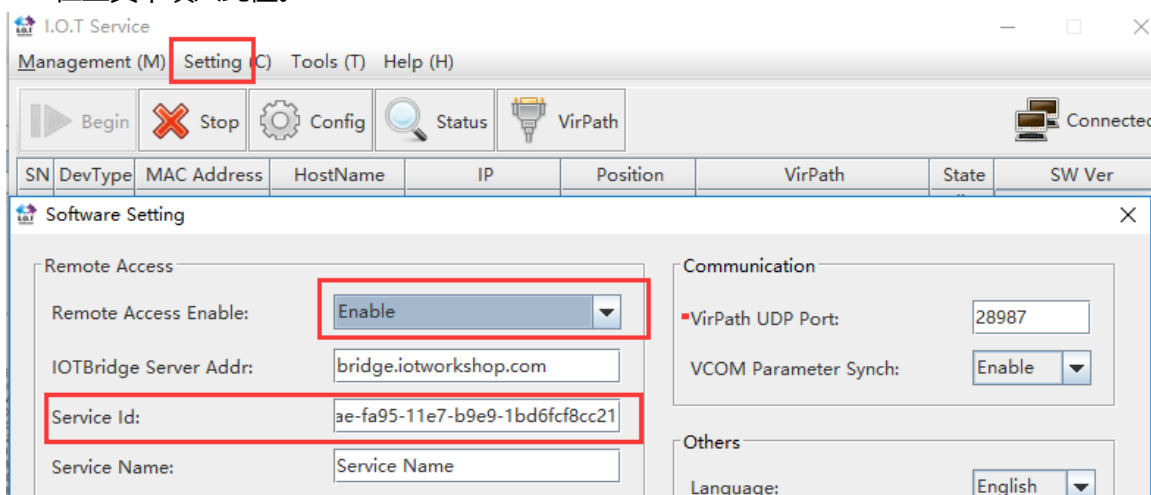 I.O.T Service
Management (M) Setting (C) Tools (T) Help (H)
Begin Stop Config Status VirPath Connected
SN DevType MAC Address HostName IP Position VirPath State SW Ver
Software Setting
Remote Access
Remote Access Enable: Enable
IOTBridge Server Addr: bridge.iotworkshop.com
Service Id: ae-fa95-11e7-b9e9-1bd6fcf8cc21
Service Name: Service Name
Communication
VirPath UDP Port: 28987
VCOM Parameter Synch: Enable
Others
Language: English